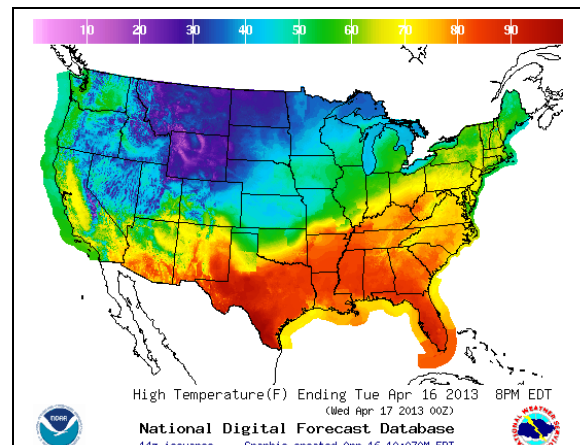 10 20 30 40 50 60 70 80 90
High Temperature(F) Ending Tue Apr 16 2013 8PM EDT
(Wed Apr 17 2013 00Z)
National Digital Forecast Database
NOAA